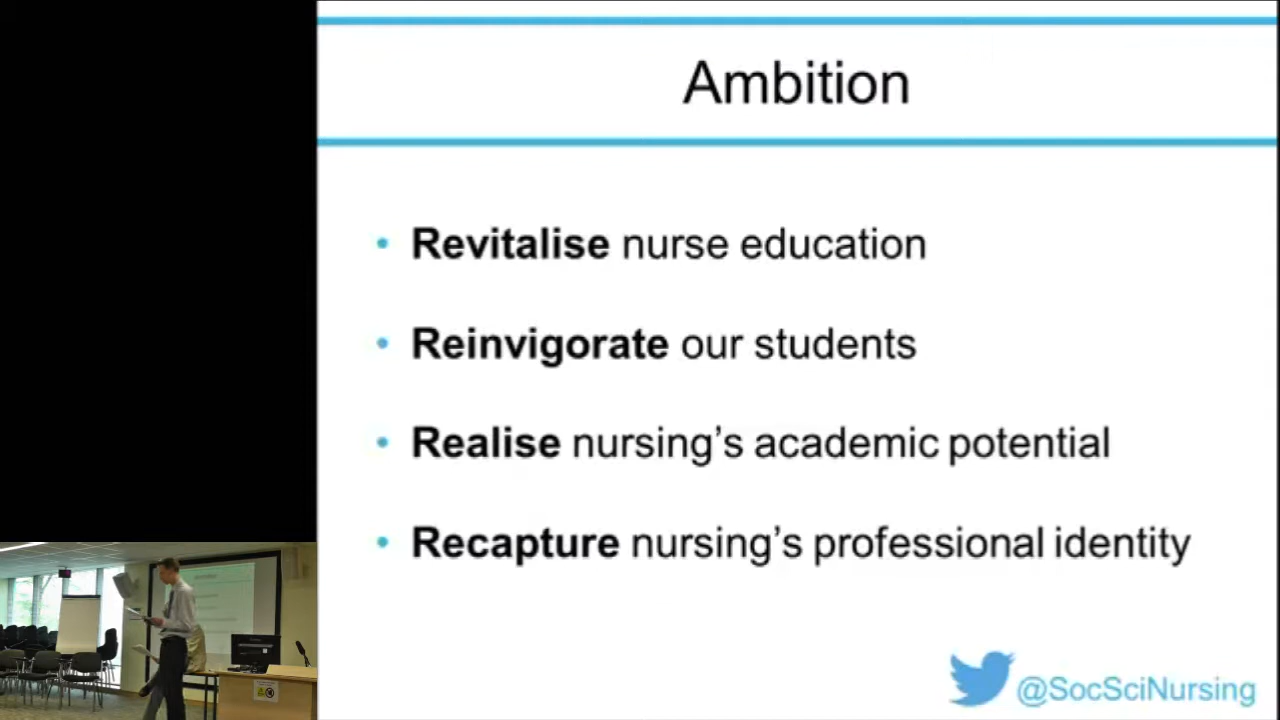 Ambition
• Revitalise nurse education
• Reinvigorate our students
• Realise nursing’s academic potential
• Recapture nursing’s professional identity
@SocSciNursing